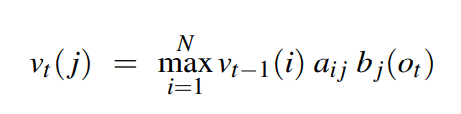 v_t(j) = \max_{i=1}^{N} v_{t-1}(i) a_{ij} b_j(o_t)